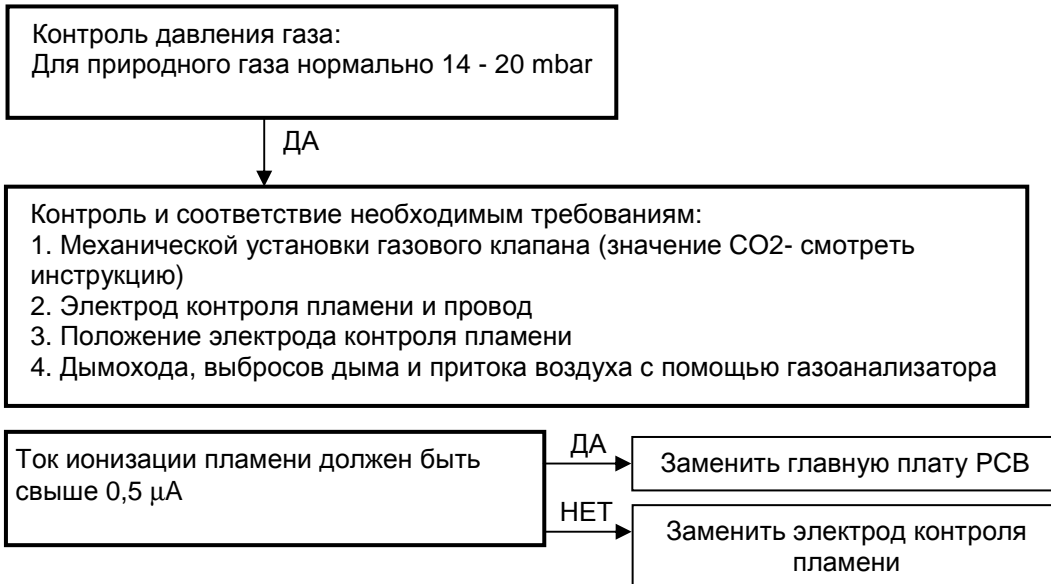 Контроль давления газа:
Для природного газа нормально 14 - 20 mbar
ДА
Контроль и соответствие необходимым требованиям:
1. Механической установки газового клапана (значение CO2- смотреть
инструкцию)
2. Электрод контроля пламени и провод
3. Положение электрода контроля пламени
4. Дымохода, выбросов дыма и притока воздуха с помощью газоанализатора
Ток ионизации пламени должен быть
свыше 0,5 µA
ДА
Заменить главную плату PCB
НЕТ
Заменить электрод контроля
пламени